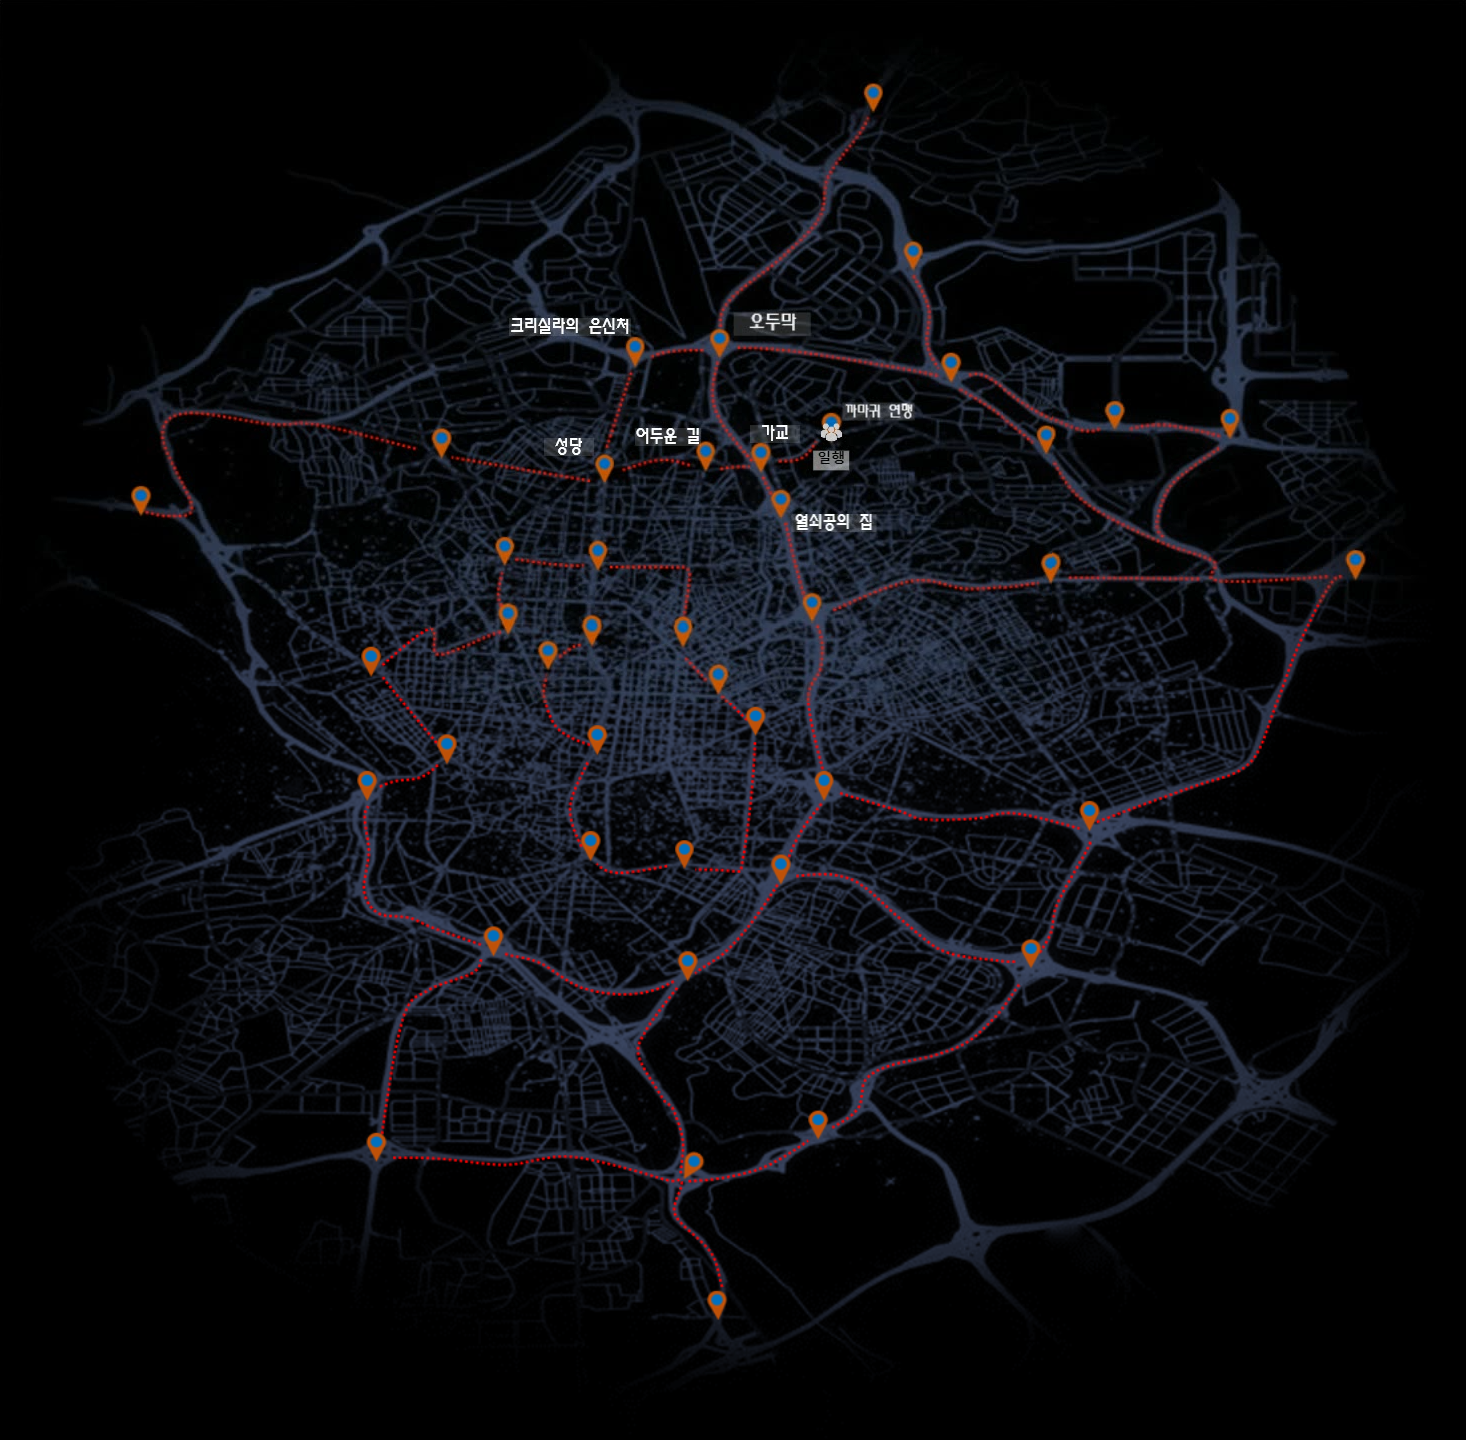 오두막
크리실라의 은신처
까마귀 연맹
가교
어두운 길
성당
일행
열쇠공의 집